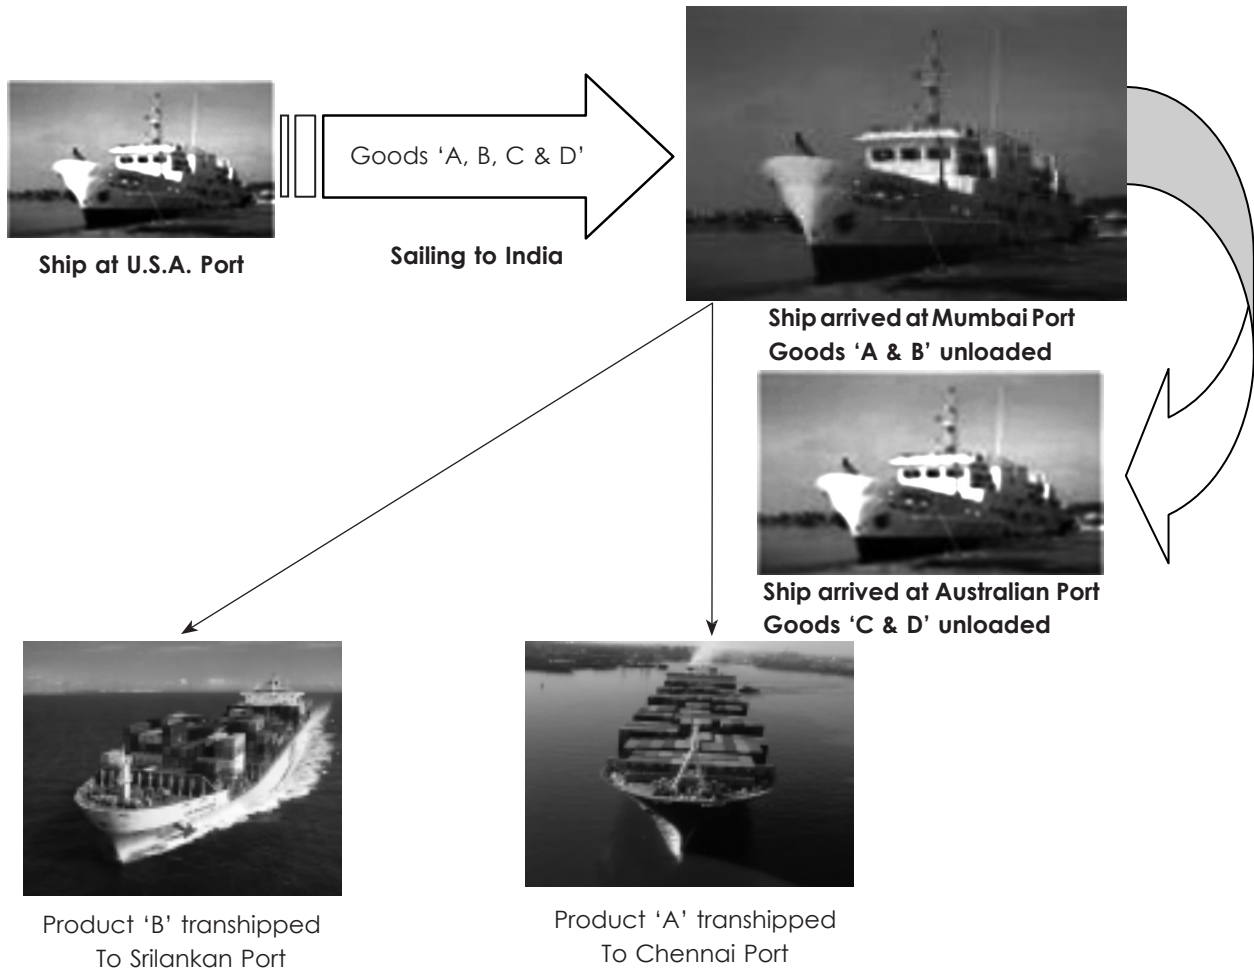 Goods ‘A, B, C & D’
Ship at U.S.A. Port
Sailing to India
Ship arrived at Mumbai Port
Goods ‘A & B’ unloaded
Ship arrived at Australian Port
Goods ‘C & D’ unloaded
Product ‘B’ transhipped
To Srilankan Port
Product ‘A’ transhipped
To Chennai Port